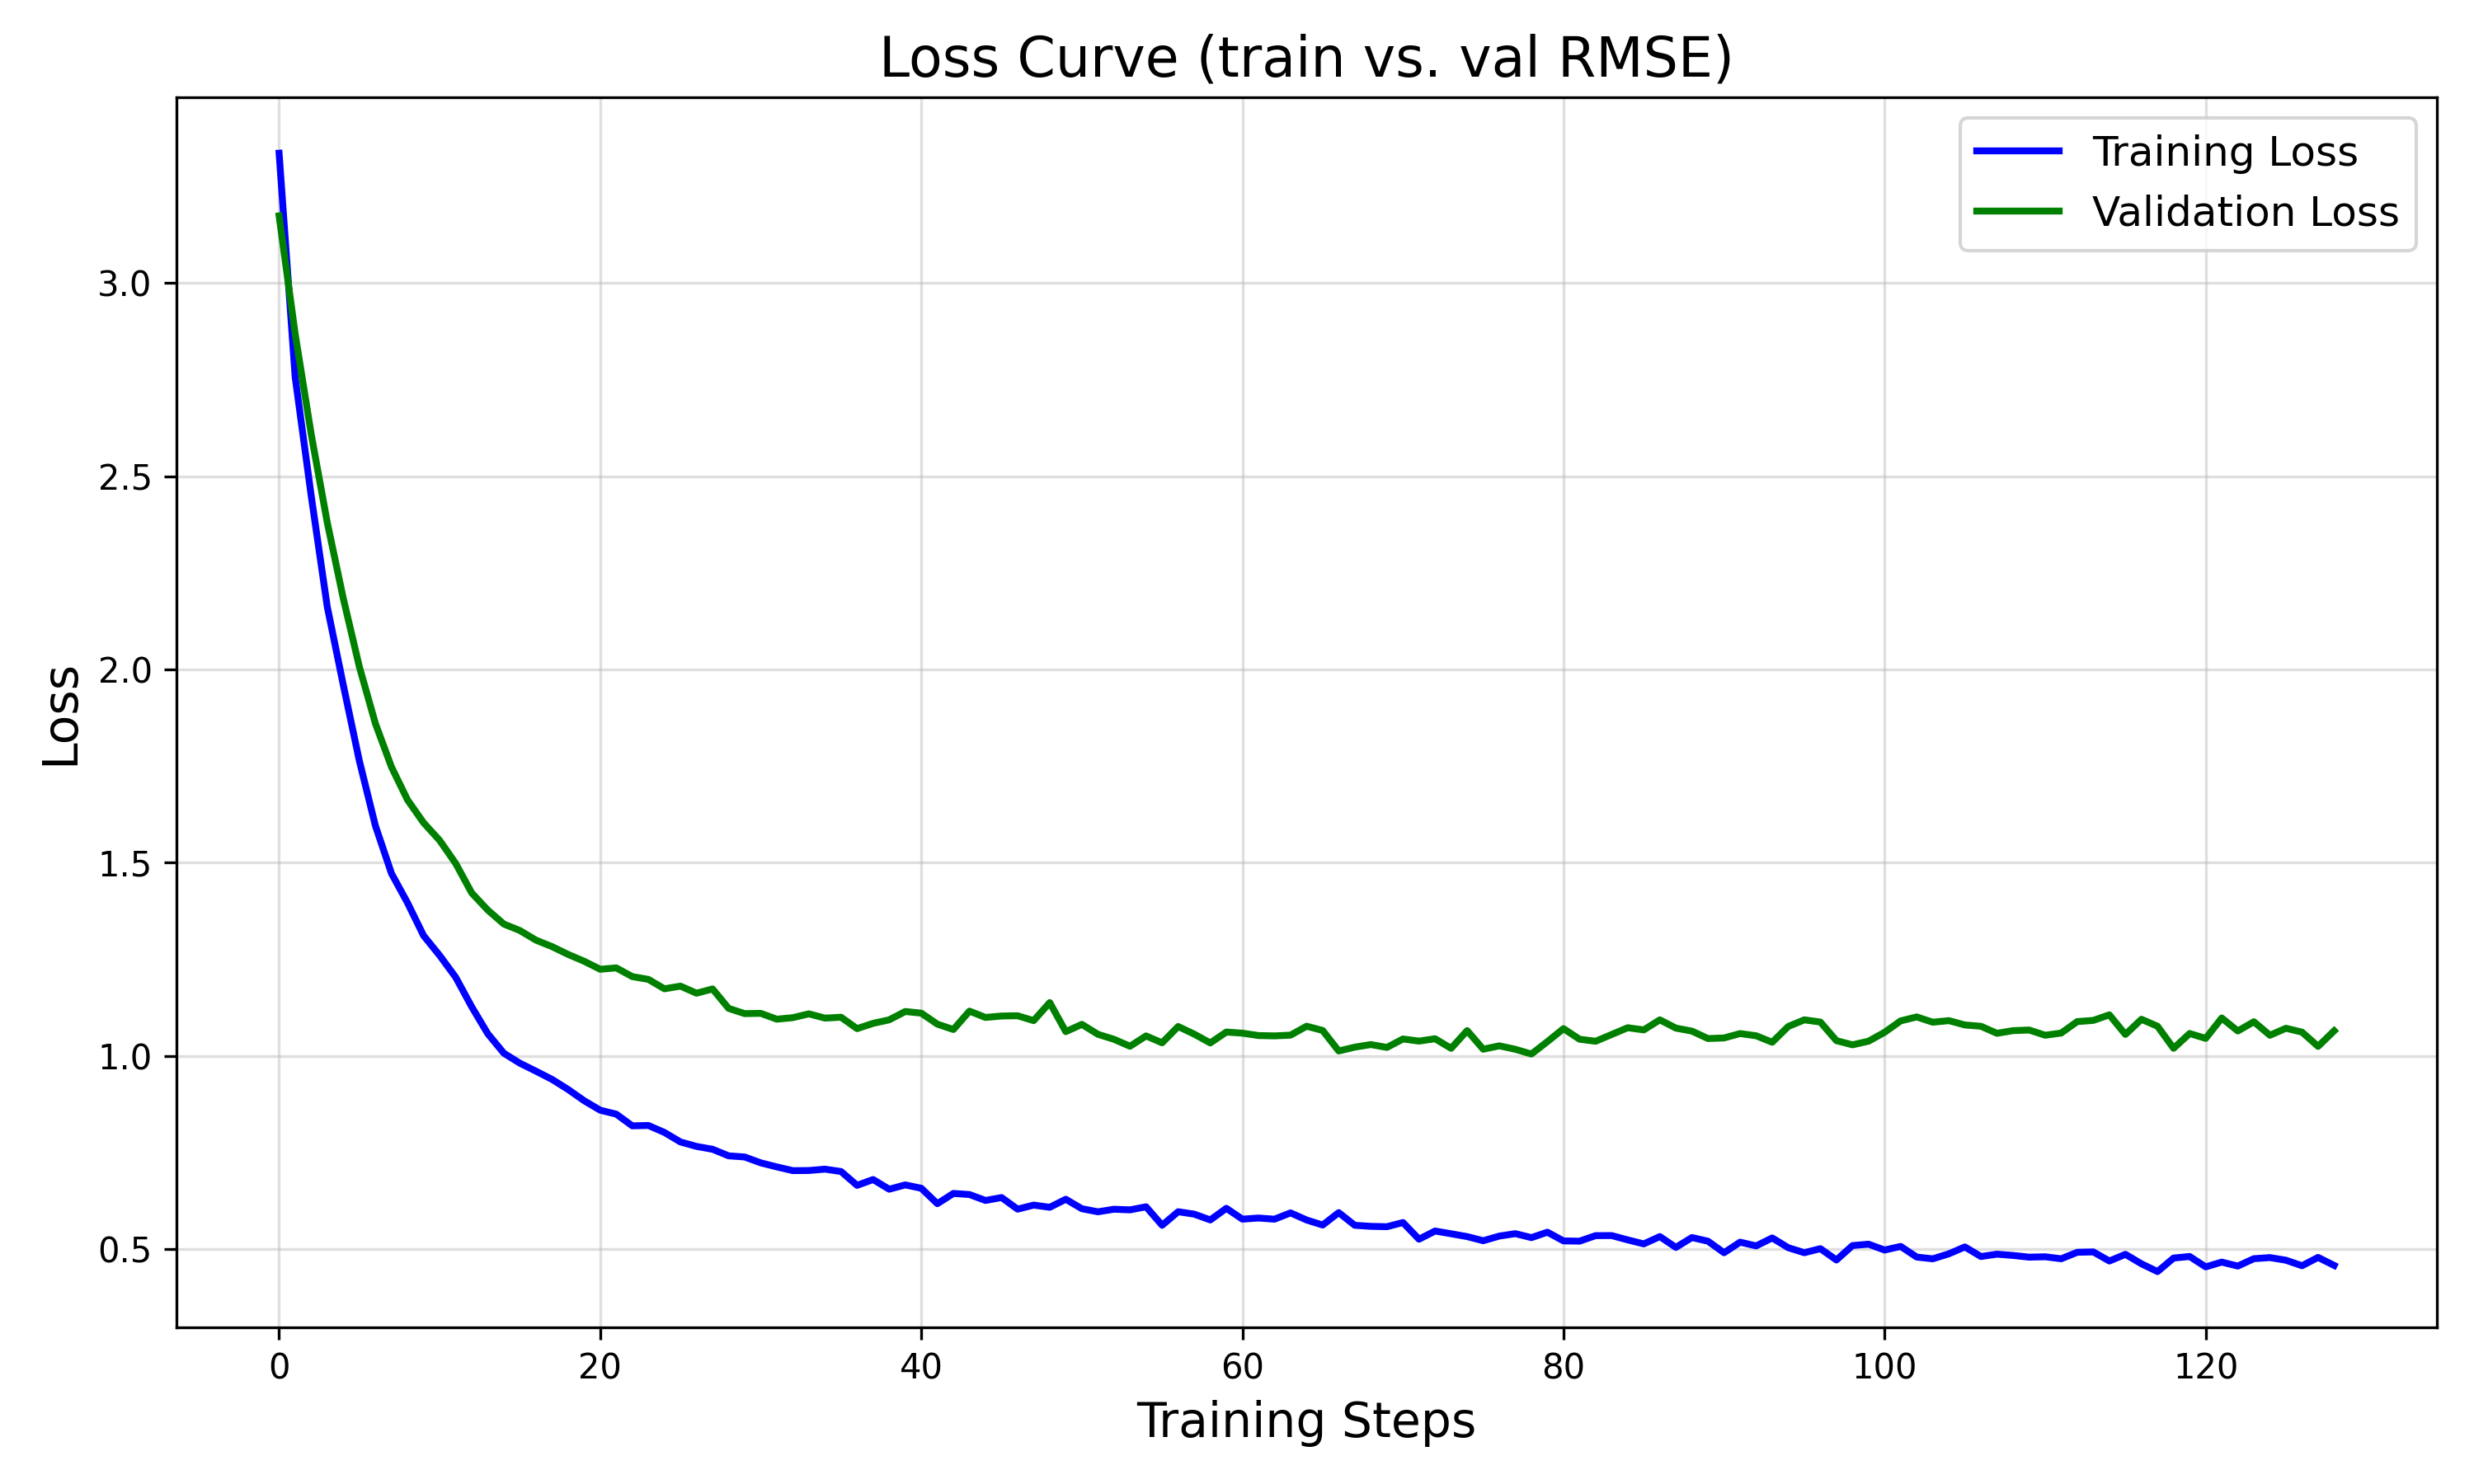 Loss Curve (train vs. val RMSE)
Training Loss
Validation Loss
3.0
2.5
2.0
1.5
1.0
0.5
Loss
0 20 40 60 80 100 120
Training Steps